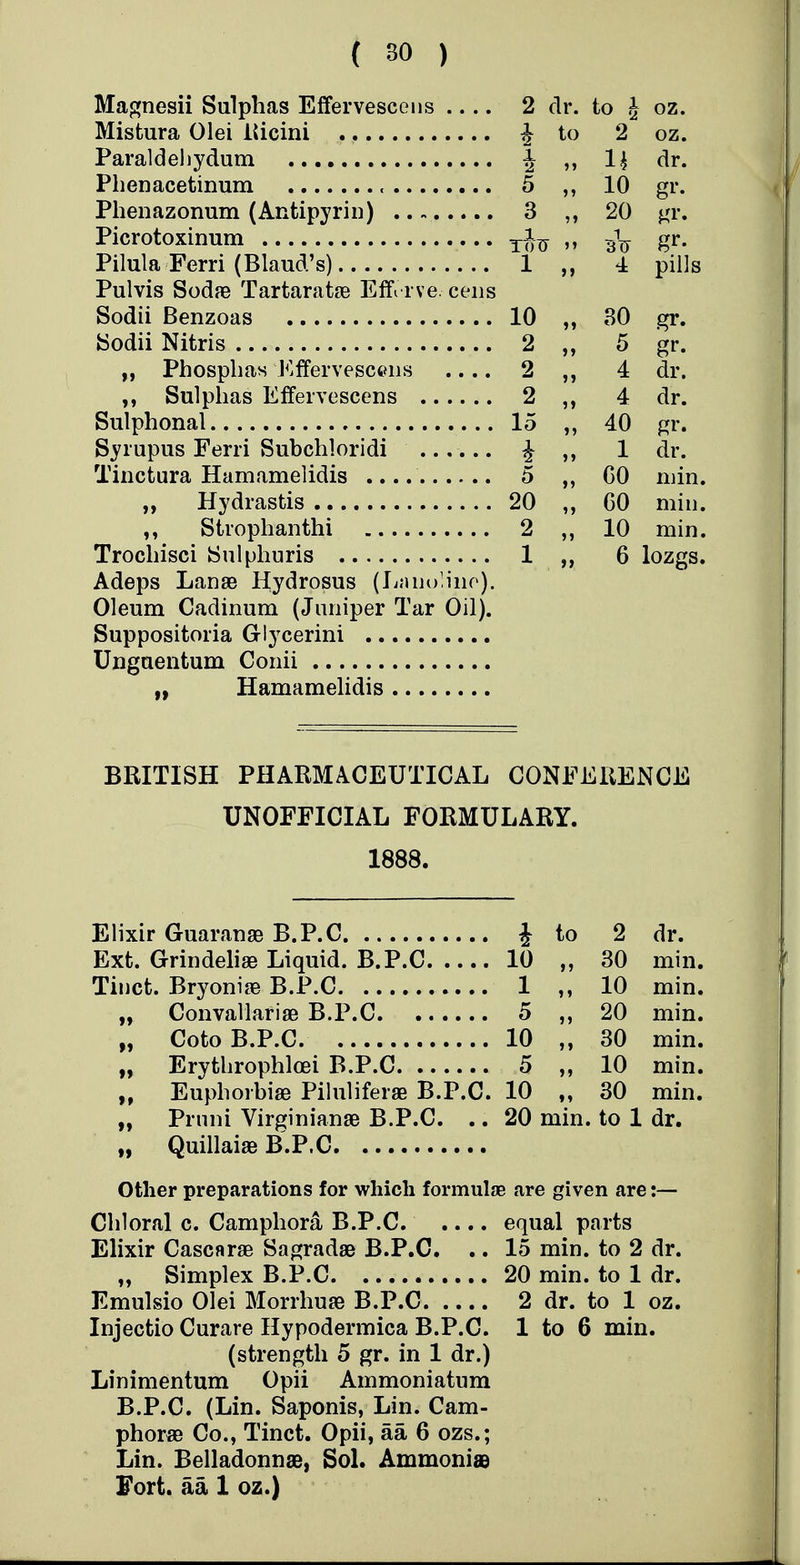 ( 30 )
Magnesii Sulphas Effervescens .... 2 dr. to ½ oz.
Mistura Olei Ricini ............. ½ to 2 oz.
Paraldehydum ................ ½ „ 1½ dr.
Phenacetinum ................ 5 „ 10 gr.
Phenazonum (Antipyrin) ......... 3 „ 20 gr.
Picrotoxinum .................. 1/100 „ 1/30 gr.
Pilula Ferri (Blaud's)............. 1 „ 4 pills
Pulvis Sodæ Tartaratæ Efferve cens
Sodii Benzoas ................ 10 „ 30 gr.
Sodii Nitris .................... 2 „ 5 gr.
„ Phosphas Effervescens .... 2 „ 4 dr.
„ Sulphas Effervescens ...... 2 „ 4 dr.
Sulphonal...................... 15 „ 40 gr.
Syrupus Ferri Subchloridi ...... ½ „ 1 dr.
Tinctura Hamamelidis .......... 5 „ 60 min.
„ Hydrastis .............. 20 „ 60 min.
„ Strophanthi ........... 2 „ 10 min.
Trochisci Sulphuris ............. 1 „ 6 lozgs.
Adeps Lanæ Hydrosus (Lanoline).
Oleum Cadinum (Juniper Tar Oil).
Suppositoria Glycerini ..........
Unguentum Conii ..............
„ Hamamelidis ........
BRITISH PHARMACEUTICAL CONFERENCE
UNOFFICIAL FORMULARY.
1888.
Elixir Guaranæ B.P.C. .......... ½ to 2 dr.
Ext. Grindeliæ Liquid. B.P.C. .... 10 „ 30 min.
Tinct. Bryoniæ B.P.C. .......... 1 „ 10 min.
„ Convallariæ B.P.C. ....... 5 „ 20 min.
„ Coto B.P.C. ............ 10 „ 30 min.
„ Erythrophlœi B.P.C. ...... 5 „ 10 min.
„ Euphorbiæ Piluliferæ B.P.C. 10 „ 30 min.
„ Pruni Virginianæ B.P.C. .. 20 min. to 1 dr.
„ Quillaiæ B.P.C. ..........
Other preparations for which formulæ are given are:—
Chloral c. Camphorâ B.P.C. .... equal parts
Elixir Cascaræ Sagradæ B.P.C. .. 15 min. to 2 dr.
„ Simplex B.P.C. .......... 20 min. to 1 dr.
Emulsio Olei Morrhuæ B.P.C. .... 2 dr. to 1 oz.
Injectio Curare Hypodermica B.P.C. 1 to 6 min.
(strength 5 gr. in 1 dr.)
Linimentum Opii Ammoniatum
B.P.C. (Lin. Saponis, Lin. Cam-
phoræ Co., Tinct. Opii, āā 6 ozs.;
Lin. Belladonnæ, Sol. Ammoniæ
Fort. āā 1 oz.)